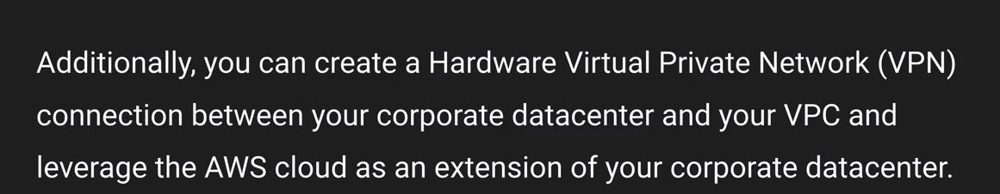 Additionally, you can create a Hardware Virtual Private Network (VPN)
connection between your corporate datacenter and your VPC and
leverage the AWS cloud as an extension of your corporate datacenter.